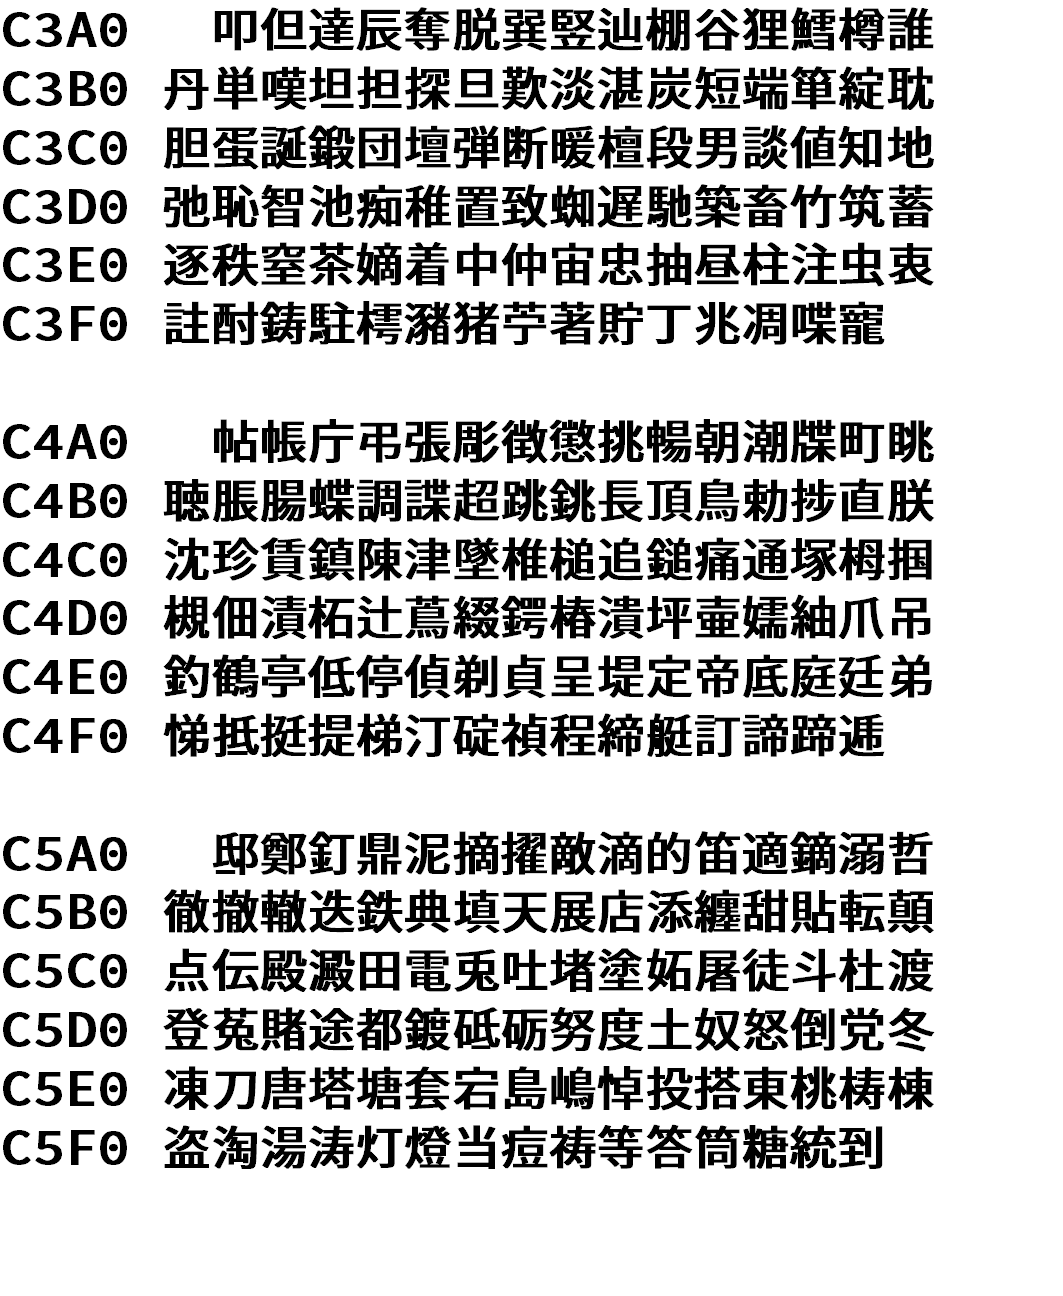 C3A0 叩但達辰奪脱巽竪辿棚谷狸鱈樽誰
C3B0 丹単嘆坦担探旦歎淡湛炭短端箪綻耽
C3C0 胆蛋誕鍛団壇弾断暖檀段男談値知地
C3D0 弛恥智池痴稚置致蜘遅馳築畜竹筑蓄
C3E0 逐秩窒茶嫡着中仲宙忠抽昼柱注虫衷
C3F0 註酎鋳駐樗瀦猪苧著貯丁兆凋喋寵
C4A0 帖帳庁弔張彫徴懲挑暢朝潮牒町眺
C4B0 聴脹腸蝶調諜超跳銚長頂鳥勅捗直朕
C4C0 沈珍賃鎮陳津墜椎槌追鎚痛通塚栂掴
C4D0 槻佃漬柘辻蔦綴鍔椿潰坪壷嬬紬爪吊
C4E0 釣鶴亭低停偵剃貞呈堤定帝底庭廷弟
C4F0 悌抵挺提梯汀碇禎程締艇訂諦蹄逓
C5A0 邸鄭釘鼎泥摘擢敵滴的笛適鏑溺哲
C5B0 徹撤轍迭鉄典填天展店添纏甜貼転顛
C5C0 点伝殿澱田電兎吐堵塗妬屠徒斗杜渡
C5D0 登菟賭途都鍍砥砺努度土奴怒倒党冬
C5E0 凍刀唐塔塘套宕島嶋悼投搭東桃梼棟
C5F0 盗淘湯涛灯燈当痘祷等答筒糖統到